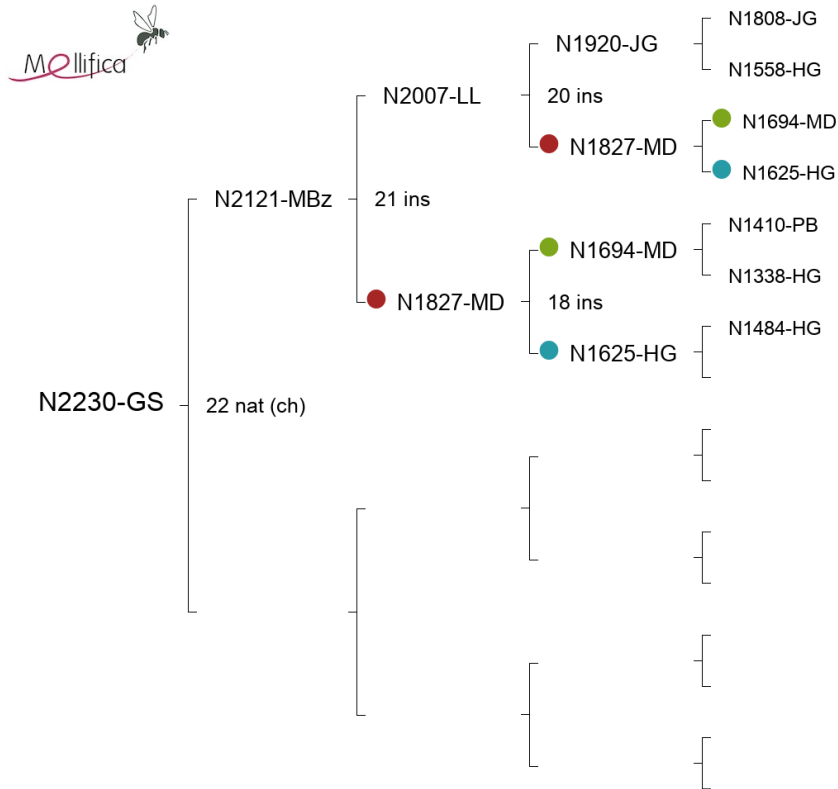 Mellifica
N1808-JG
N1920-JG
N1558-HG
N2007-LL
20 ins
N1694-MD
N1827-MD
N1625-HG
N2121-MBz
21 ins
N1410-PB
N1694-MD
N1338-HG
N1827-MD
18 ins
N1484-HG
N1625-HG
N2230-GS
22 nat (ch)